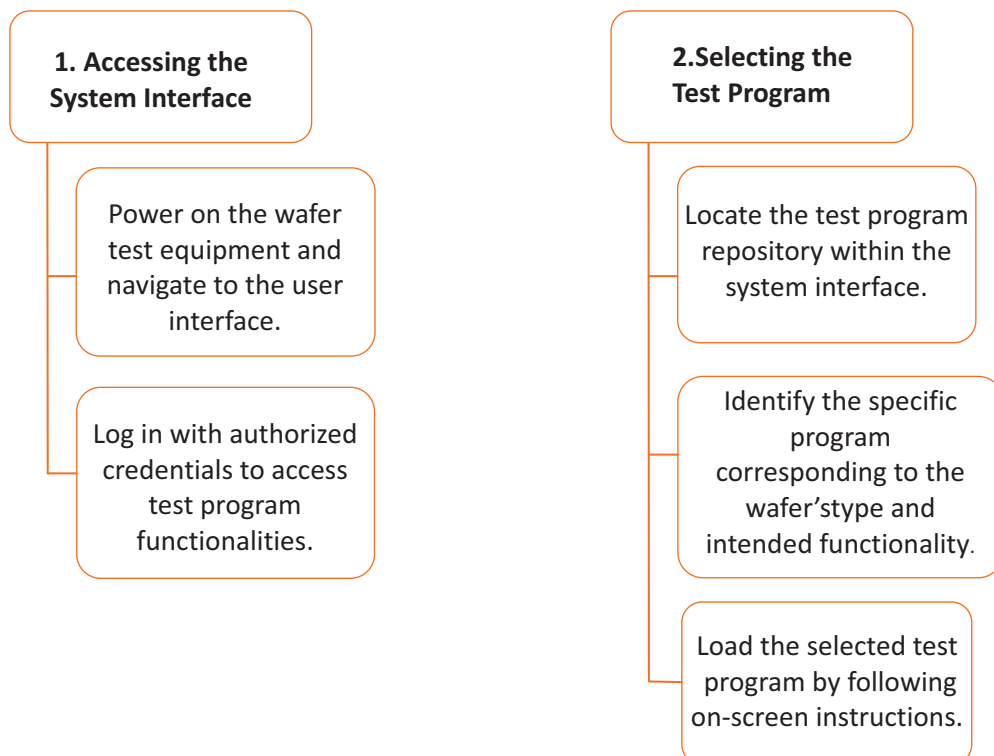 1. Accessing the
System Interface
Power on the wafer
test equipment and
navigate to the user
interface.
Log in with authorized
credentials to access
test program
functionalities.
2.Selecting the
Test Program
Locate the test program
repository within the
system interface.
Identify the specific
program
corresponding to the
wafer’stype and
intended functionality.
Load the selected test
program by following
on-screen instructions.